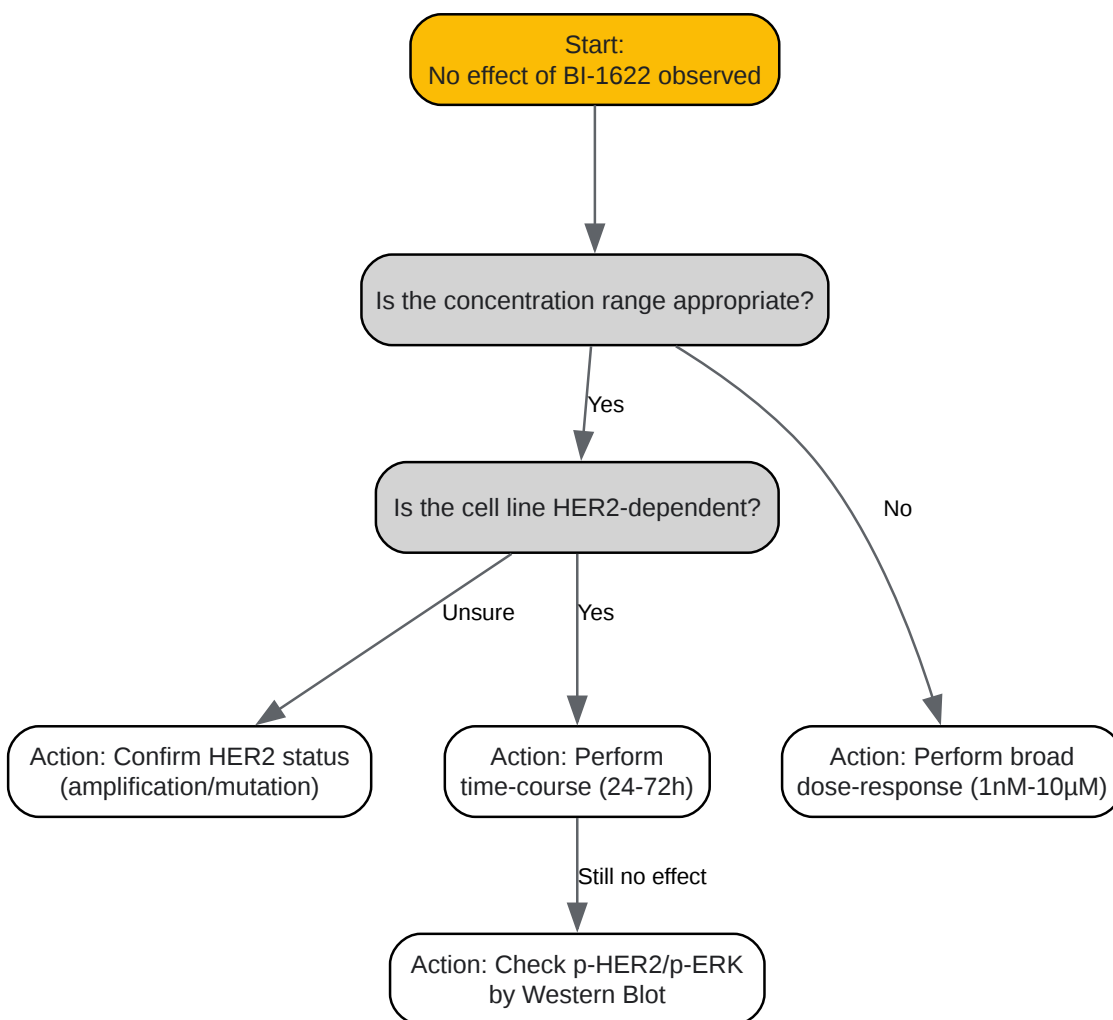 Start:
No effect of BI-1622 observed
Is the concentration range appropriate?
Yes
No
Is the cell line HER2-dependent?
Unsure
Yes
Action: Confirm HER2 status
(amplification/mutation)
Action: Perform
time-course (24-72h)
Action: Perform broad
dose-response (1nM-10µM)
Still no effect
Action: Check p-HER2/p-ERK
by Western Blot